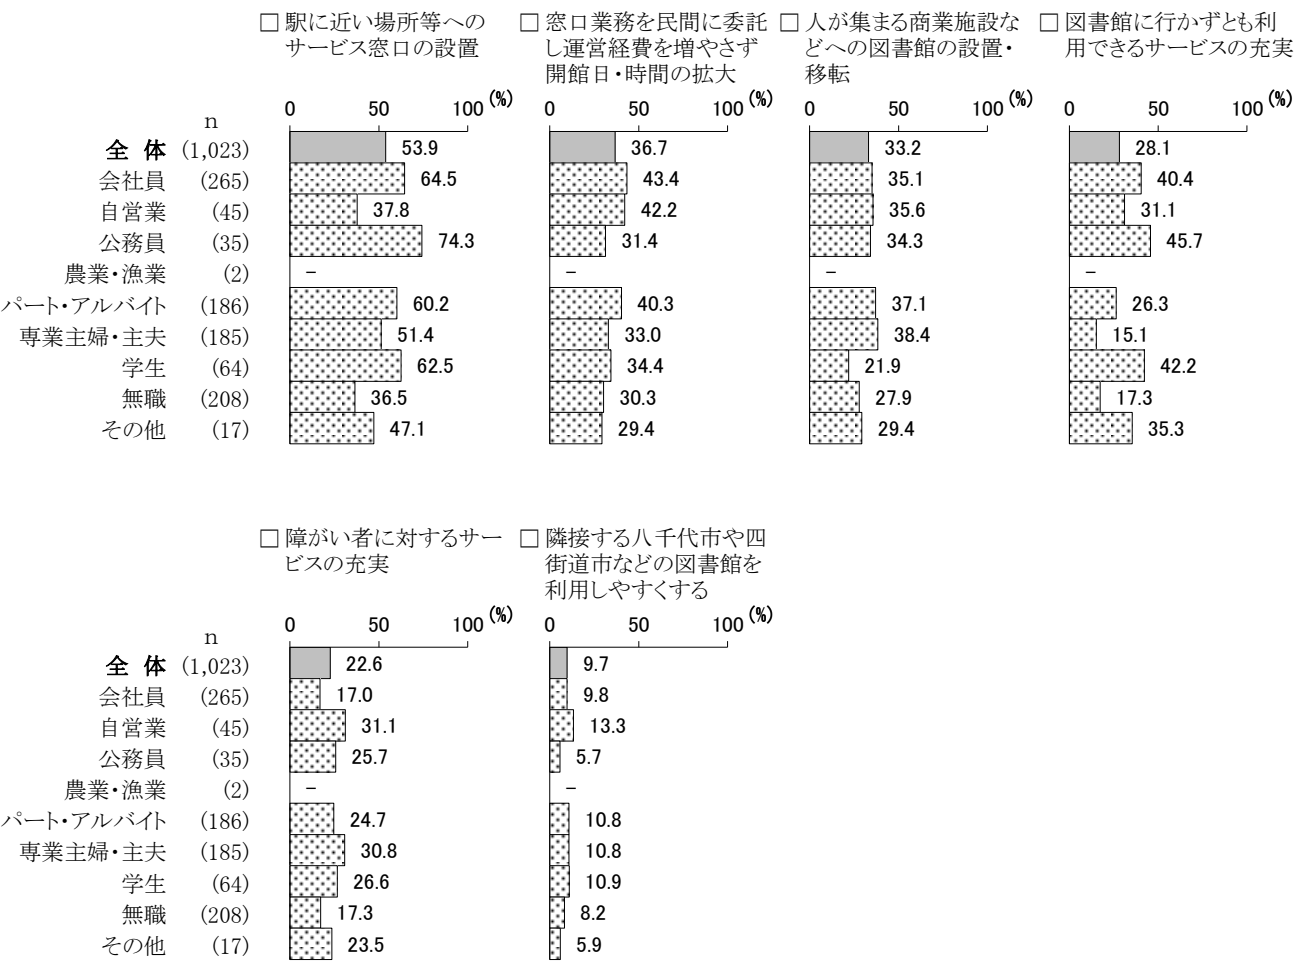 □ 駅に近い場所等への
サービス窓口の設置
□ 窓口業務を民間に委託
し運営経費を増やさず
開館日・時間の拡大
□ 人が集まる商業施設な
どへの図書館の設置・
移転
□ 図書館に行かずとも利
用できるサービスの充実
0 50 100 (%) 0 50 100 (%) 0 50 100 (%) 0 50 100 (%)
n
全 体 (1,023) 53.9 36.7 33.2 28.1
会社員 (265) 64.5 43.4 35.1 40.4
自営業 (45) 37.8 42.2 35.6 31.1
公務員 (35) 74.3 31.4 34.3 45.7
農業・漁業 (2) － － － －
パート・アルバイト (186) 60.2 40.3 37.1 26.3
専業主婦・主夫 (185) 51.4 33.0 38.4 15.1
学生 (64) 62.5 34.4 21.9 42.2
無職 (208) 36.5 30.3 27.9 17.3
その他 (17) 47.1 29.4 29.4 35.3
□ 障がい者に対するサー
ビスの充実
□ 隣接する八千代市や四
街道市などの図書館を
利用しやすくする
0 50 100 (%) 0 50 100 (%)
n
全 体 (1,023) 22.6 9.7
会社員 (265) 17.0 9.8
自営業 (45) 31.1 13.3
公務員 (35) 25.7 5.7
農業・漁業 (2) － －
パート・アルバイト (186) 24.7 10.8
専業主婦・主夫 (185) 30.8 10.8
学生 (64) 26.6 10.9
無職 (208) 17.3 8.2
その他 (17) 23.5 5.9